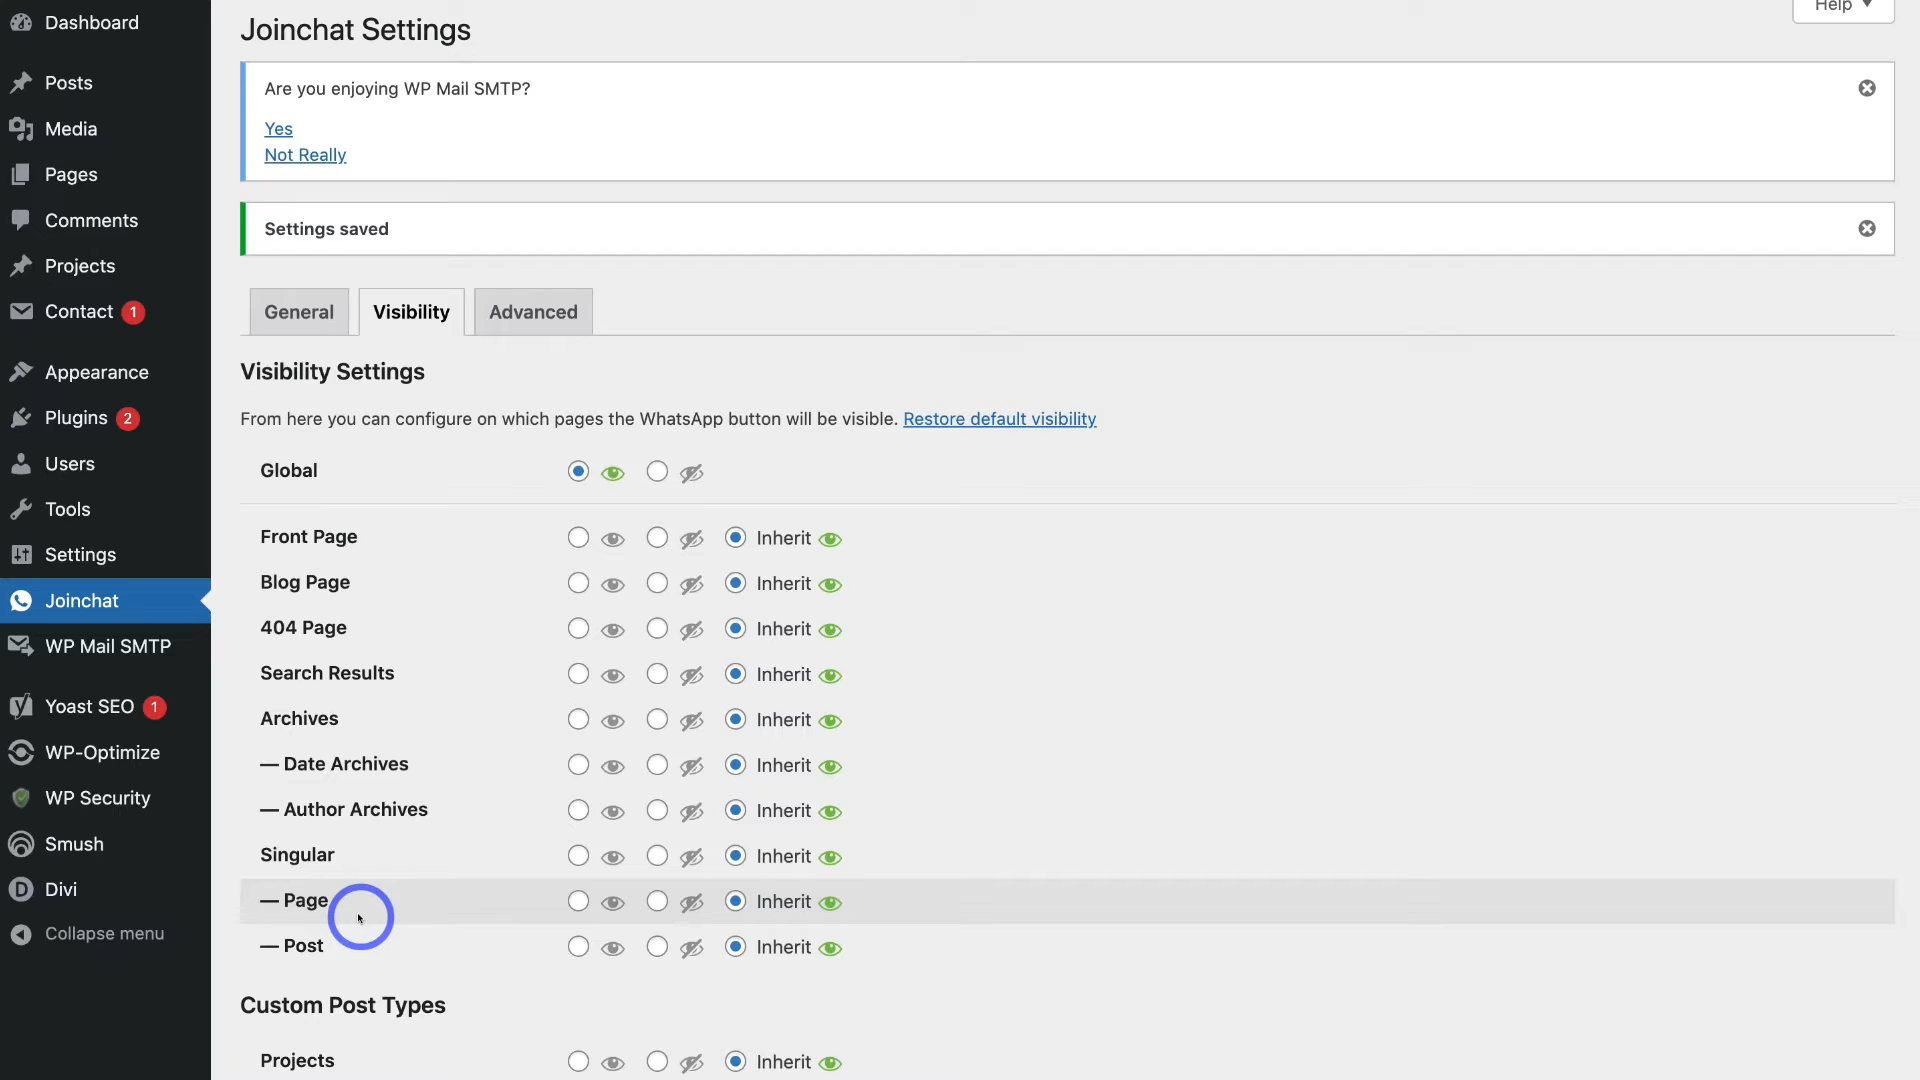 Dashboard
Posts
Media
Pages
Comments
Projects
Contact 1
Appearance
Plugins 2
Users
Tools
Settings
Joinchat
WP Mail SMTP
Yoast SEO 1
WP-Optimize
WP Security
Smush
Divi
Collapse menu
Help
Joinchat Settings
Are you enjoying WP Mail SMTP?
Yes
Not Really
Settings saved
General Visibility Advanced
Visibility Settings
From here you can configure on which pages the WhatsApp button will be visible. Restore default visibility
Global
Front Page Inherit
Blog Page Inherit
404 Page Inherit
Search Results Inherit
Archives Inherit
— Date Archives Inherit
— Author Archives Inherit
Singular Inherit
— Page Inherit
— Post Inherit
Custom Post Types
Projects Inherit